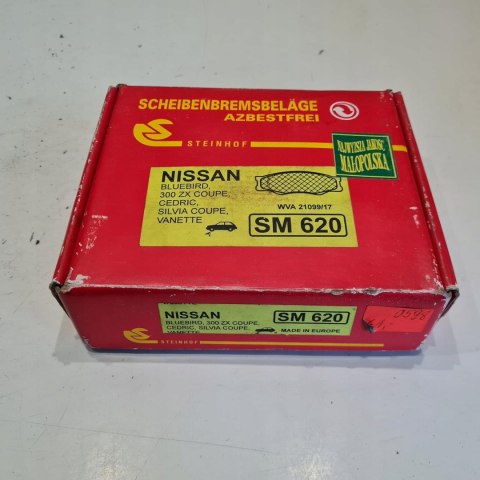 SCHEIBENBREMSBELÄGE
AZBESTFREI
STEINHOF
NAJWYŻSZA JAKOŚĆ
MAŁOPOLSKA
NISSAN
BLUEBIRD,
300 ZX COUPE,
CEDRIC,
SILVIA COUPE,
VANETTE
WVA 21099/17
SM 620
NISSAN
BLUEBIRD, 300 ZX COUPE,
CEDRIC, SILVIA COUPE,
VANETTE
SM 620
MADE IN EUROPE
STEINHOF